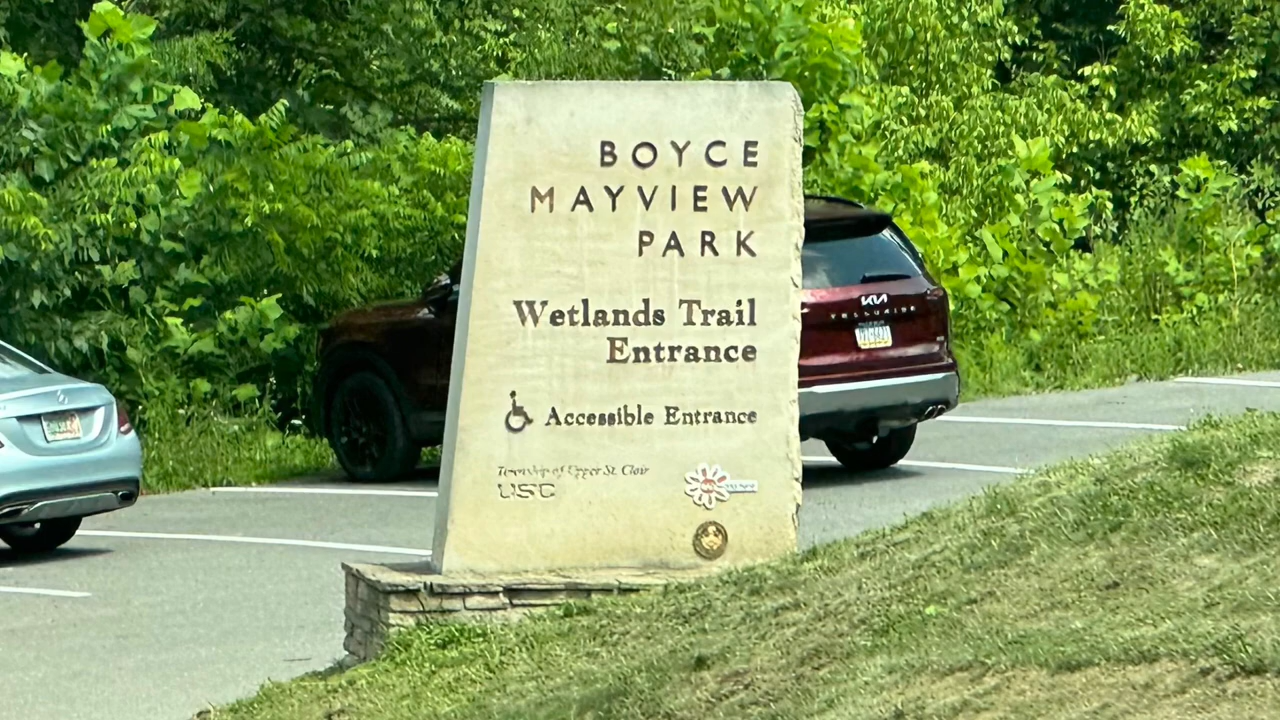 BOYCE
MAYVIEW
PARK
Wetlands Trail
Entrance
Accessible Entrance
Township of Upper St. Clair
USC
KIA
TELLURIDE